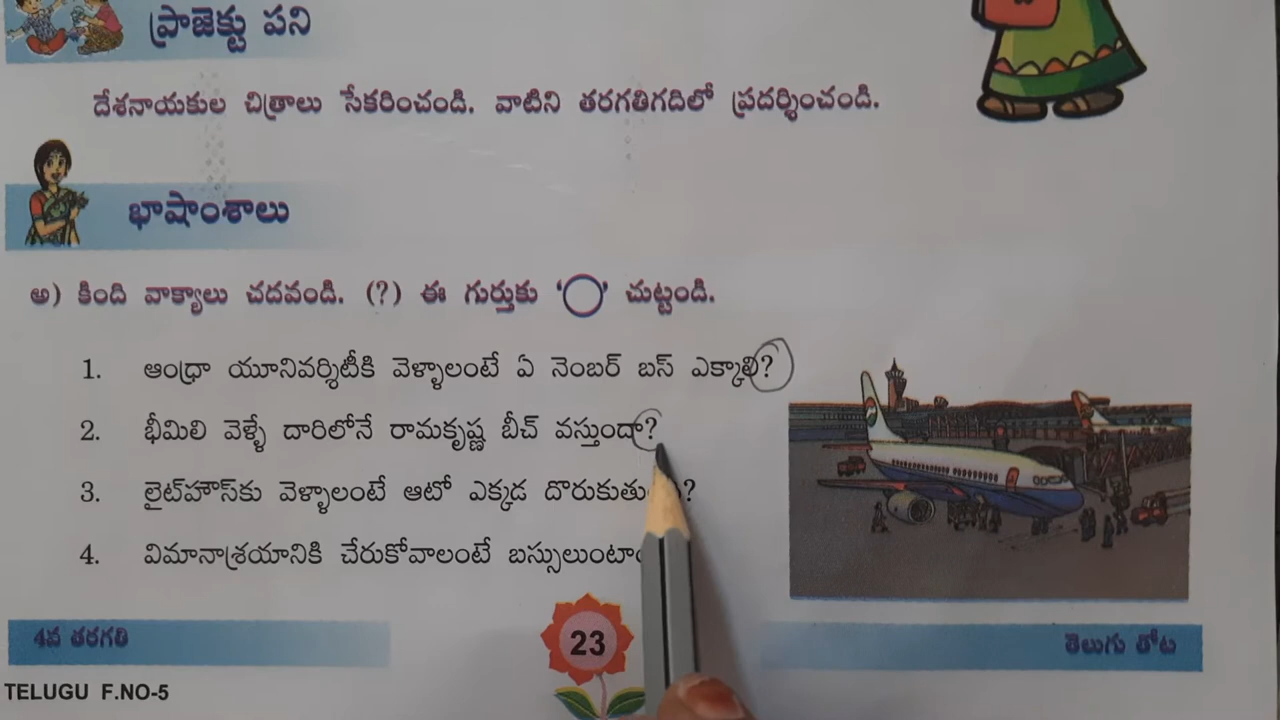 ప్రాజెక్టు పని
దేశనాయకుల చిత్రాలు సేకరించండి. వాటిని తరగతిగదిలో ప్రదర్శించండి.
భాషాంశాలు
అ) కింది వాక్యాలు చదవండి. (?) ఈ గుర్తుకు ‘◯’ చుట్టండి.
1. ఆంధ్రా యూనివర్శిటీకి వెళ్ళాలంటే ఏ నెంబర్ బస్ ఎక్కాలి?
2. భీమిలి వెళ్ళే దారిలోనే రామకృష్ణ బీచ్ వస్తుందా?
3. లైట్‌హౌస్‌కు వెళ్ళాలంటే ఆటో ఎక్కడ ?
4. విమానాశ్రయానికి చేరుకోవాలంటే
4వ తరగతి
23
తెలుగు తోట
TELUGU F.NO-5